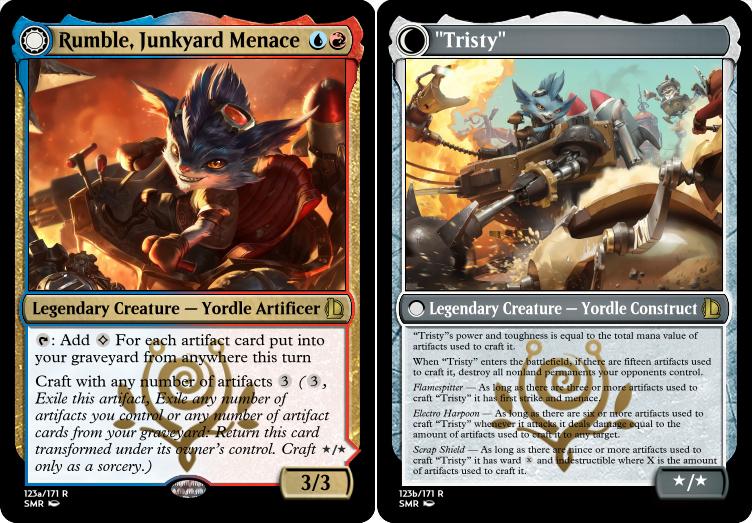 Rumble, Junkyard Menace
Legendary Creature — Yordle Artificer
: Add For each artifact card put into
your graveyard from anywhere this turn
Craft with any number of artifacts 3 (3,
Exile this artifact, Exile any number of
artifacts you control or any number of artifact
cards from your graveyard: Return this card
transformed under its owner's control. Craft ★/★
only as a sorcery.)
3/3
123a/171 R
SMR
"Tristy"
Legendary Creature — Yordle Construct
"Tristy"s power and toughness is equal to the total mana value of
artifacts used to craft it.
When "Tristy" enters the battlefield, if there are fifteen artifacts used
to craft it, destroy all nonland permanents your opponents control.
Flamespitter — As long as there are three or more artifacts used to
craft "Tristy" it has first strike and menace.
Electro Harpoon — As long as there are six or more artifacts used to
craft "Tristy" whenever it attacks it deals damage equal to the
amount of artifacts used to craft it to any target.
Scrap Shield — As long as there are nince or more artifacts used to
craft "Tristy" it has ward X and indestructible where X is the amount
of artifacts used to craft it.
★/★
123b/171 R
SMR